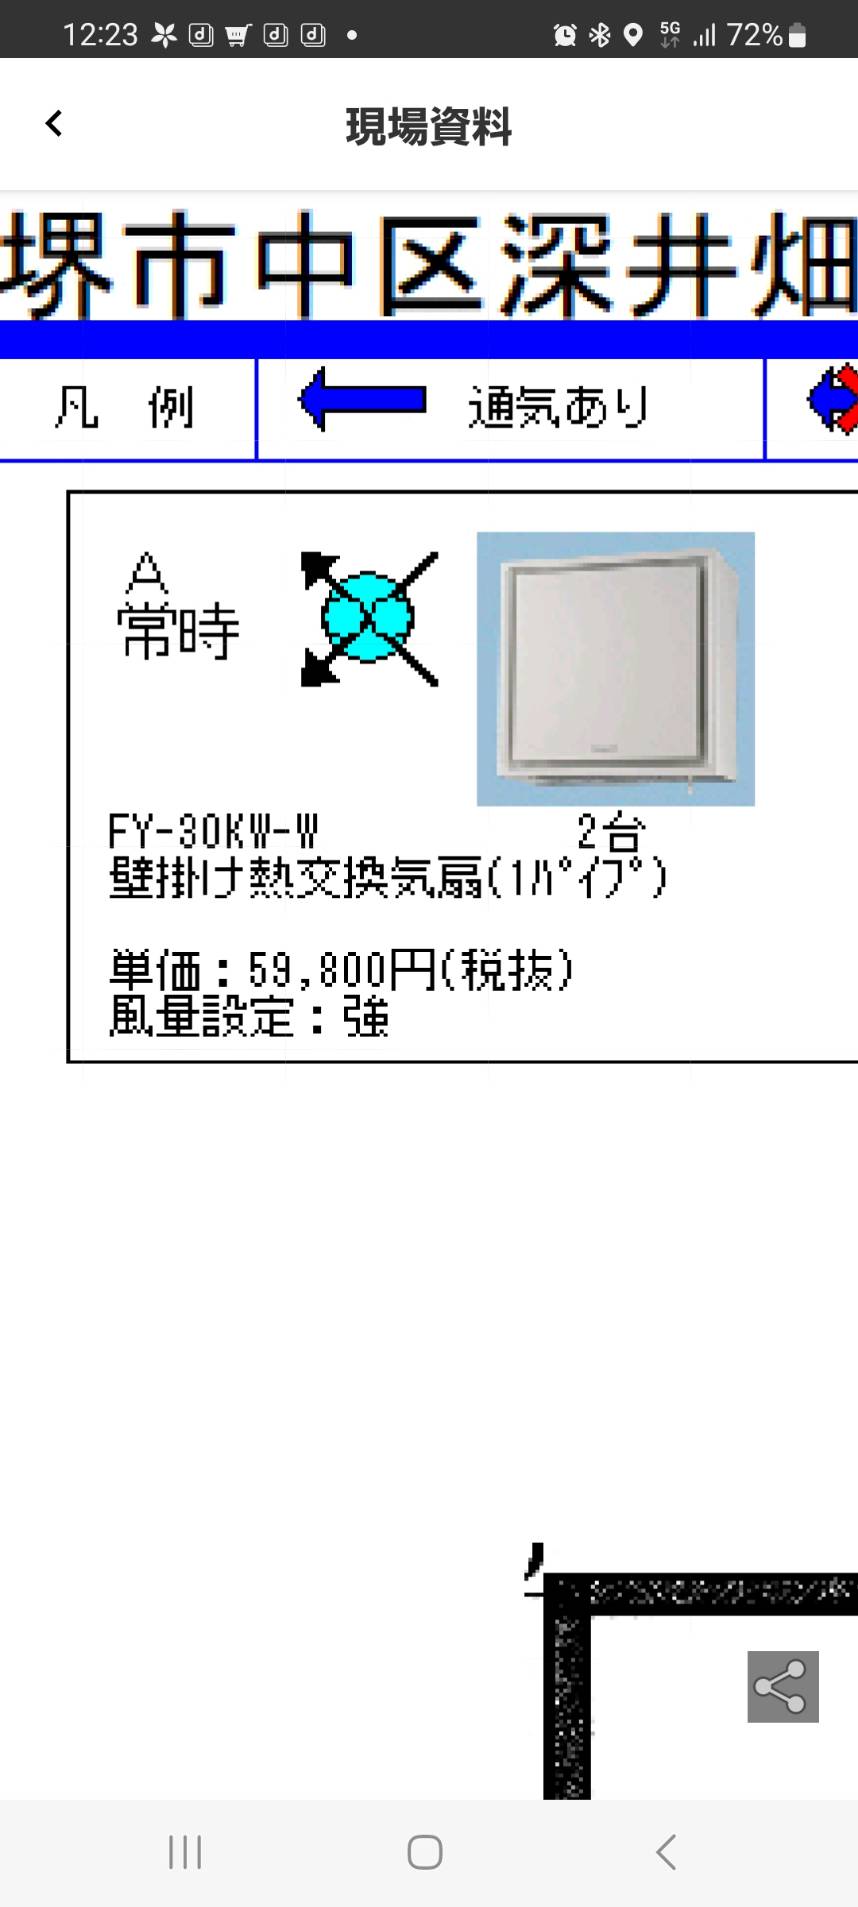 12:23 5G 72%
現場資料
堺市中区深井畑
凡 例 通気あり
A
常時
FY-30KW-W 2台
壁掛け熱交換気扇(1ﾊﾟｲﾌﾟ)
単価：59,800円(税抜)
風量設定：強